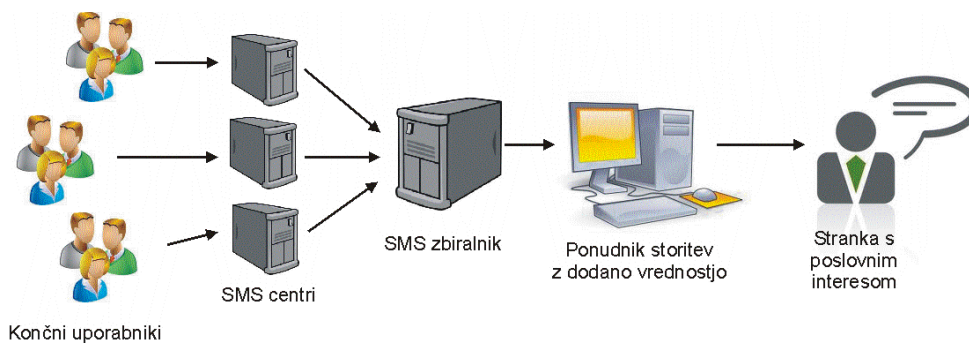 Končni uporabniki
SMS centri
SMS zbiralnik
Ponudnik storitev
z dodano vrednostjo
Stranka s
poslovnim
interesom